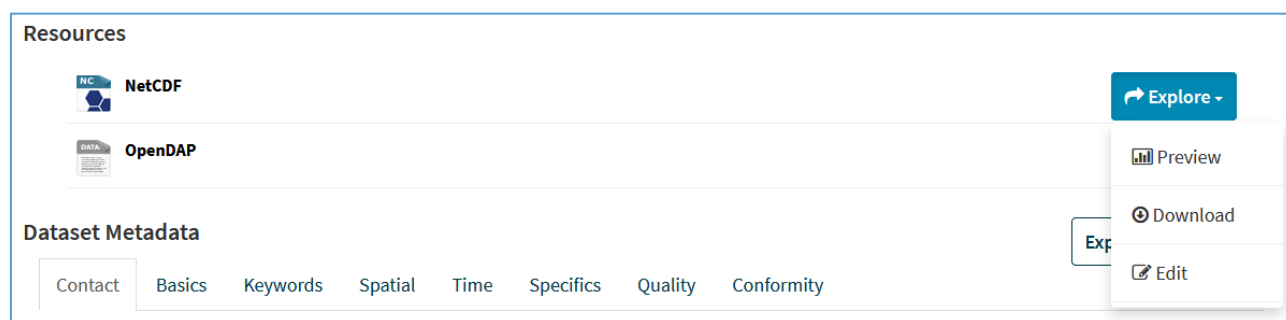 Resources
NC
NetCDF
Explore
DATA
OpenDAP
Preview
Download
Edit
Dataset Metadata
Exp
Contact Basics Keywords Spatial Time Specifics Quality Conformity